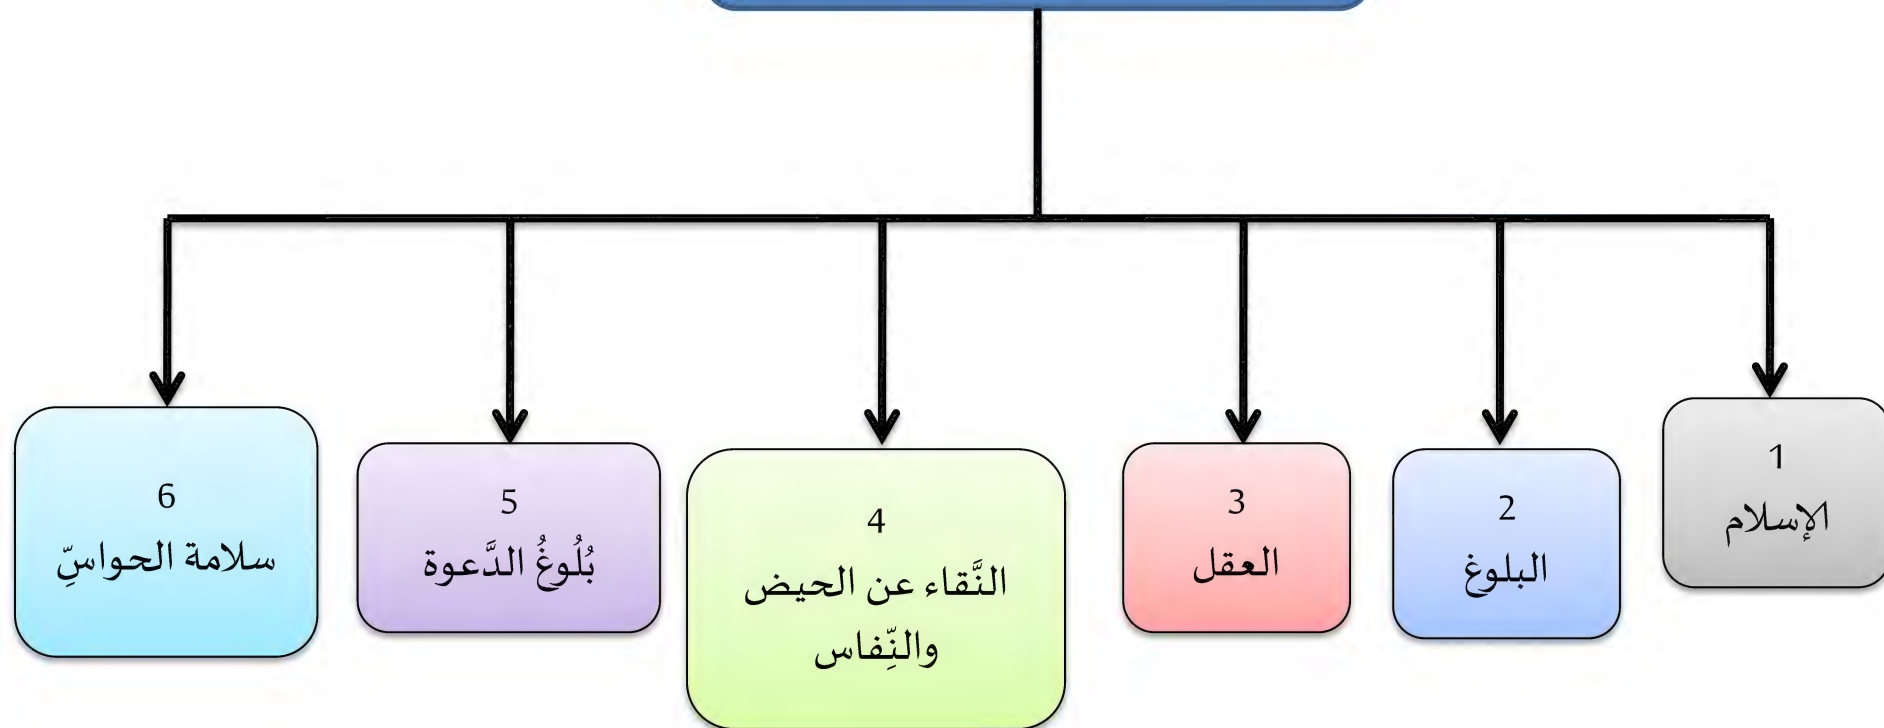 1
الإسلام
2
البلوغ
3
العقل
4
النَّقاء عن الحيض
والنِّفاس
5
بُلُوغُ الدَّعوة
6
سلامة الحواسِّ